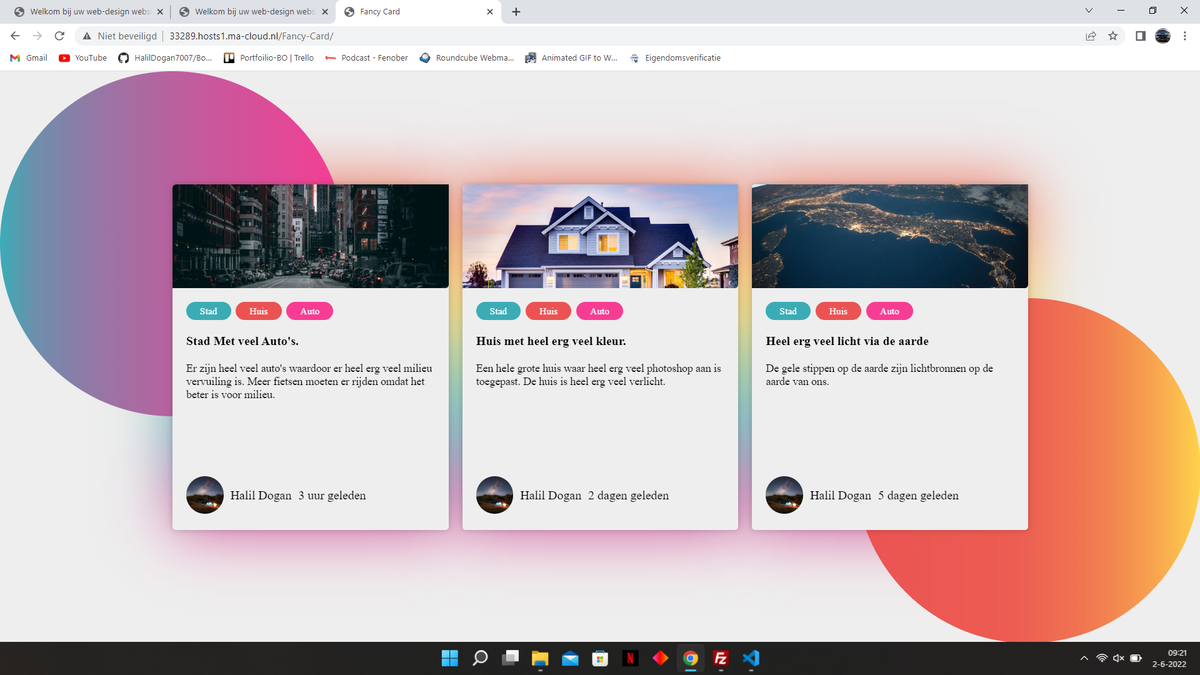 Welkom bij uw web-design webs
Welkom bij uw web-design webs
Fancy Card
Niet beveiligd
33289.hosts1.ma-cloud.nl/Fancy-Card/
Gmail
YouTube
HalilDogan7007/Bo...
Portfoilio-BO | Trello
Podcast - Fenober
Roundcube Webma...
Animated GIF to W...
Eigendomsverificatie
Stad Huis Auto
Stad Met veel Auto's.
Er zijn heel veel auto's waardoor er heel erg veel milieu
vervuiling is. Meer fietsen moeten er rijden omdat het
beter is voor milieu.
Halil Dogan 3 uur geleden
Stad Huis Auto
Huis met heel erg veel kleur.
Een hele grote huis waar heel erg veel photoshop aan is
toegepast. De huis is heel erg veel verlicht.
Halil Dogan 2 dagen geleden
Stad Huis Auto
Heel erg veel licht via de aarde
De gele stippen op de aarde zijn lichtbronnen op de
aarde van ons.
Halil Dogan 5 dagen geleden
09:21
2-6-2022